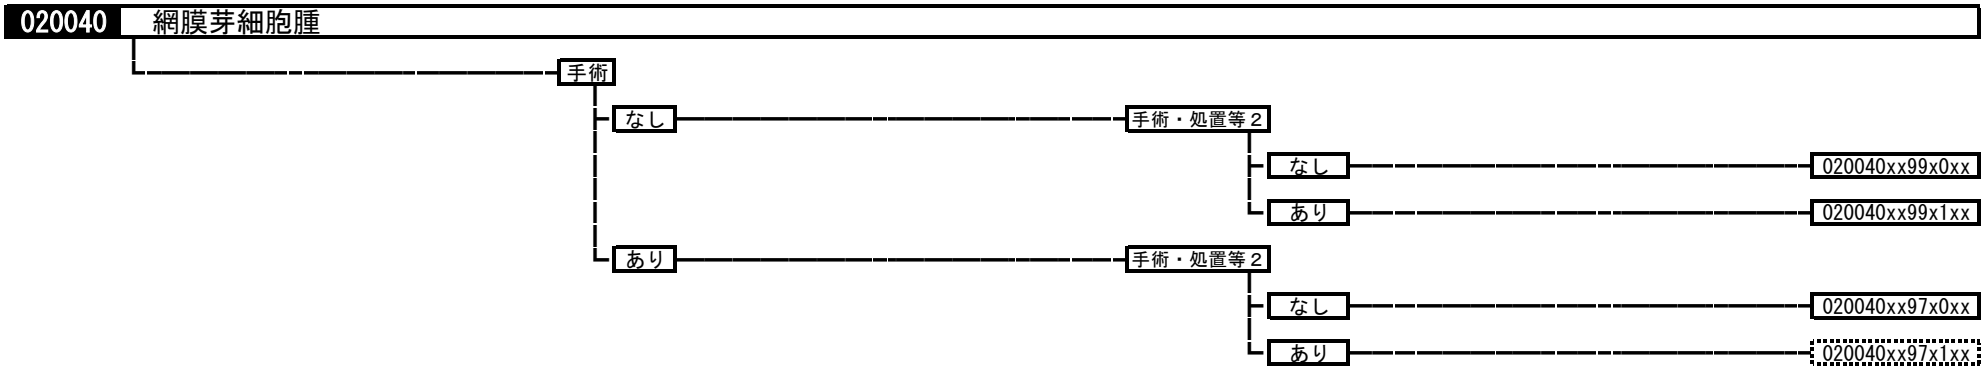 020040 網膜芽細胞腫
手術
なし 手術・処置等２
なし 020040xx99x0xx
あり 020040xx99x1xx
あり 手術・処置等２
なし 020040xx97x0xx
あり 020040xx97x1xx